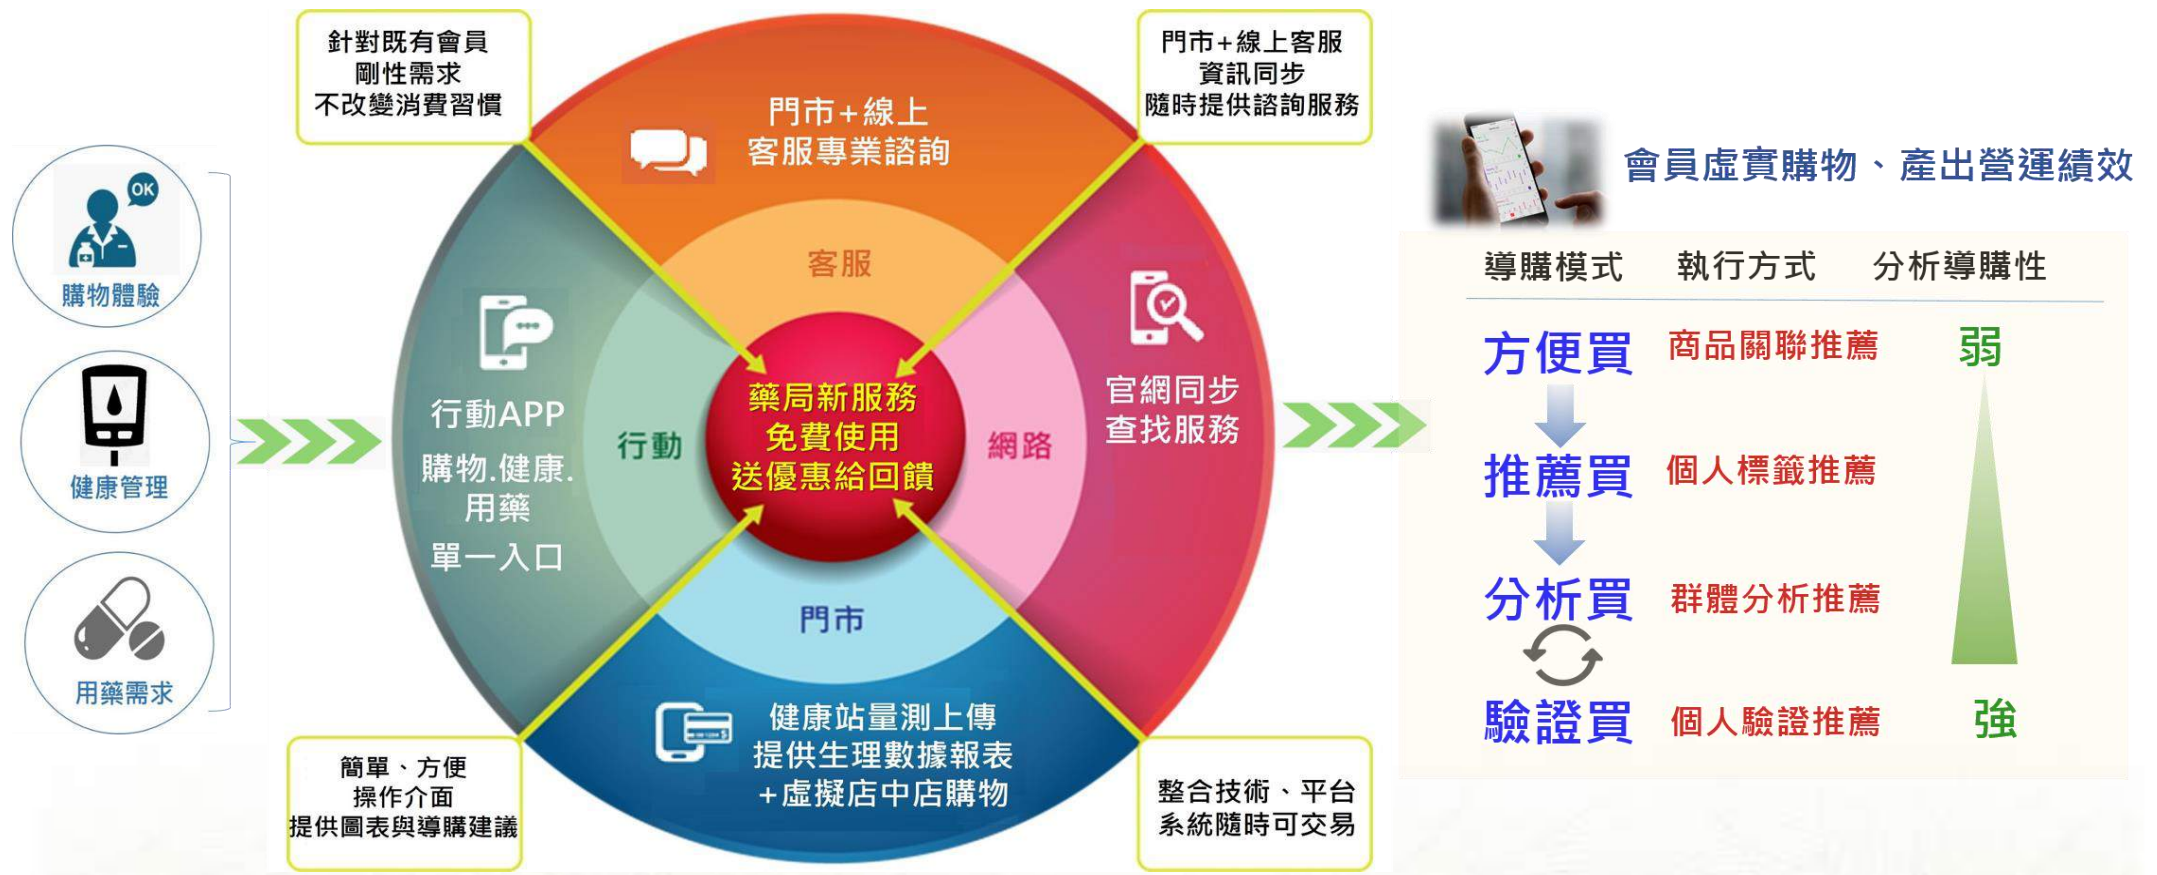 OK
購物體驗
健康管理
用藥需求
針對既有會員
剛性需求
不改變消費習慣
門市+線上客服
資訊同步
隨時提供諮詢服務
門市+線上
客服專業諮詢
客服
行動APP
購物.健康.
用藥
單一入口
行動
藥局新服務
免費使用
送優惠給回饋
網路
官網同步
查找服務
門市
健康站量測上傳
提供生理數據報表
+虛擬店中店購物
簡單、方便
操作介面
提供圖表與導購建議
整合技術、平台
系統隨時可交易
會員虛實購物、產出營運績效
導購模式 執行方式 分析導購性
方便買 商品關聯推薦 弱
推薦買 個人標籤推薦
分析買 群體分析推薦
驗證買 個人驗證推薦 強